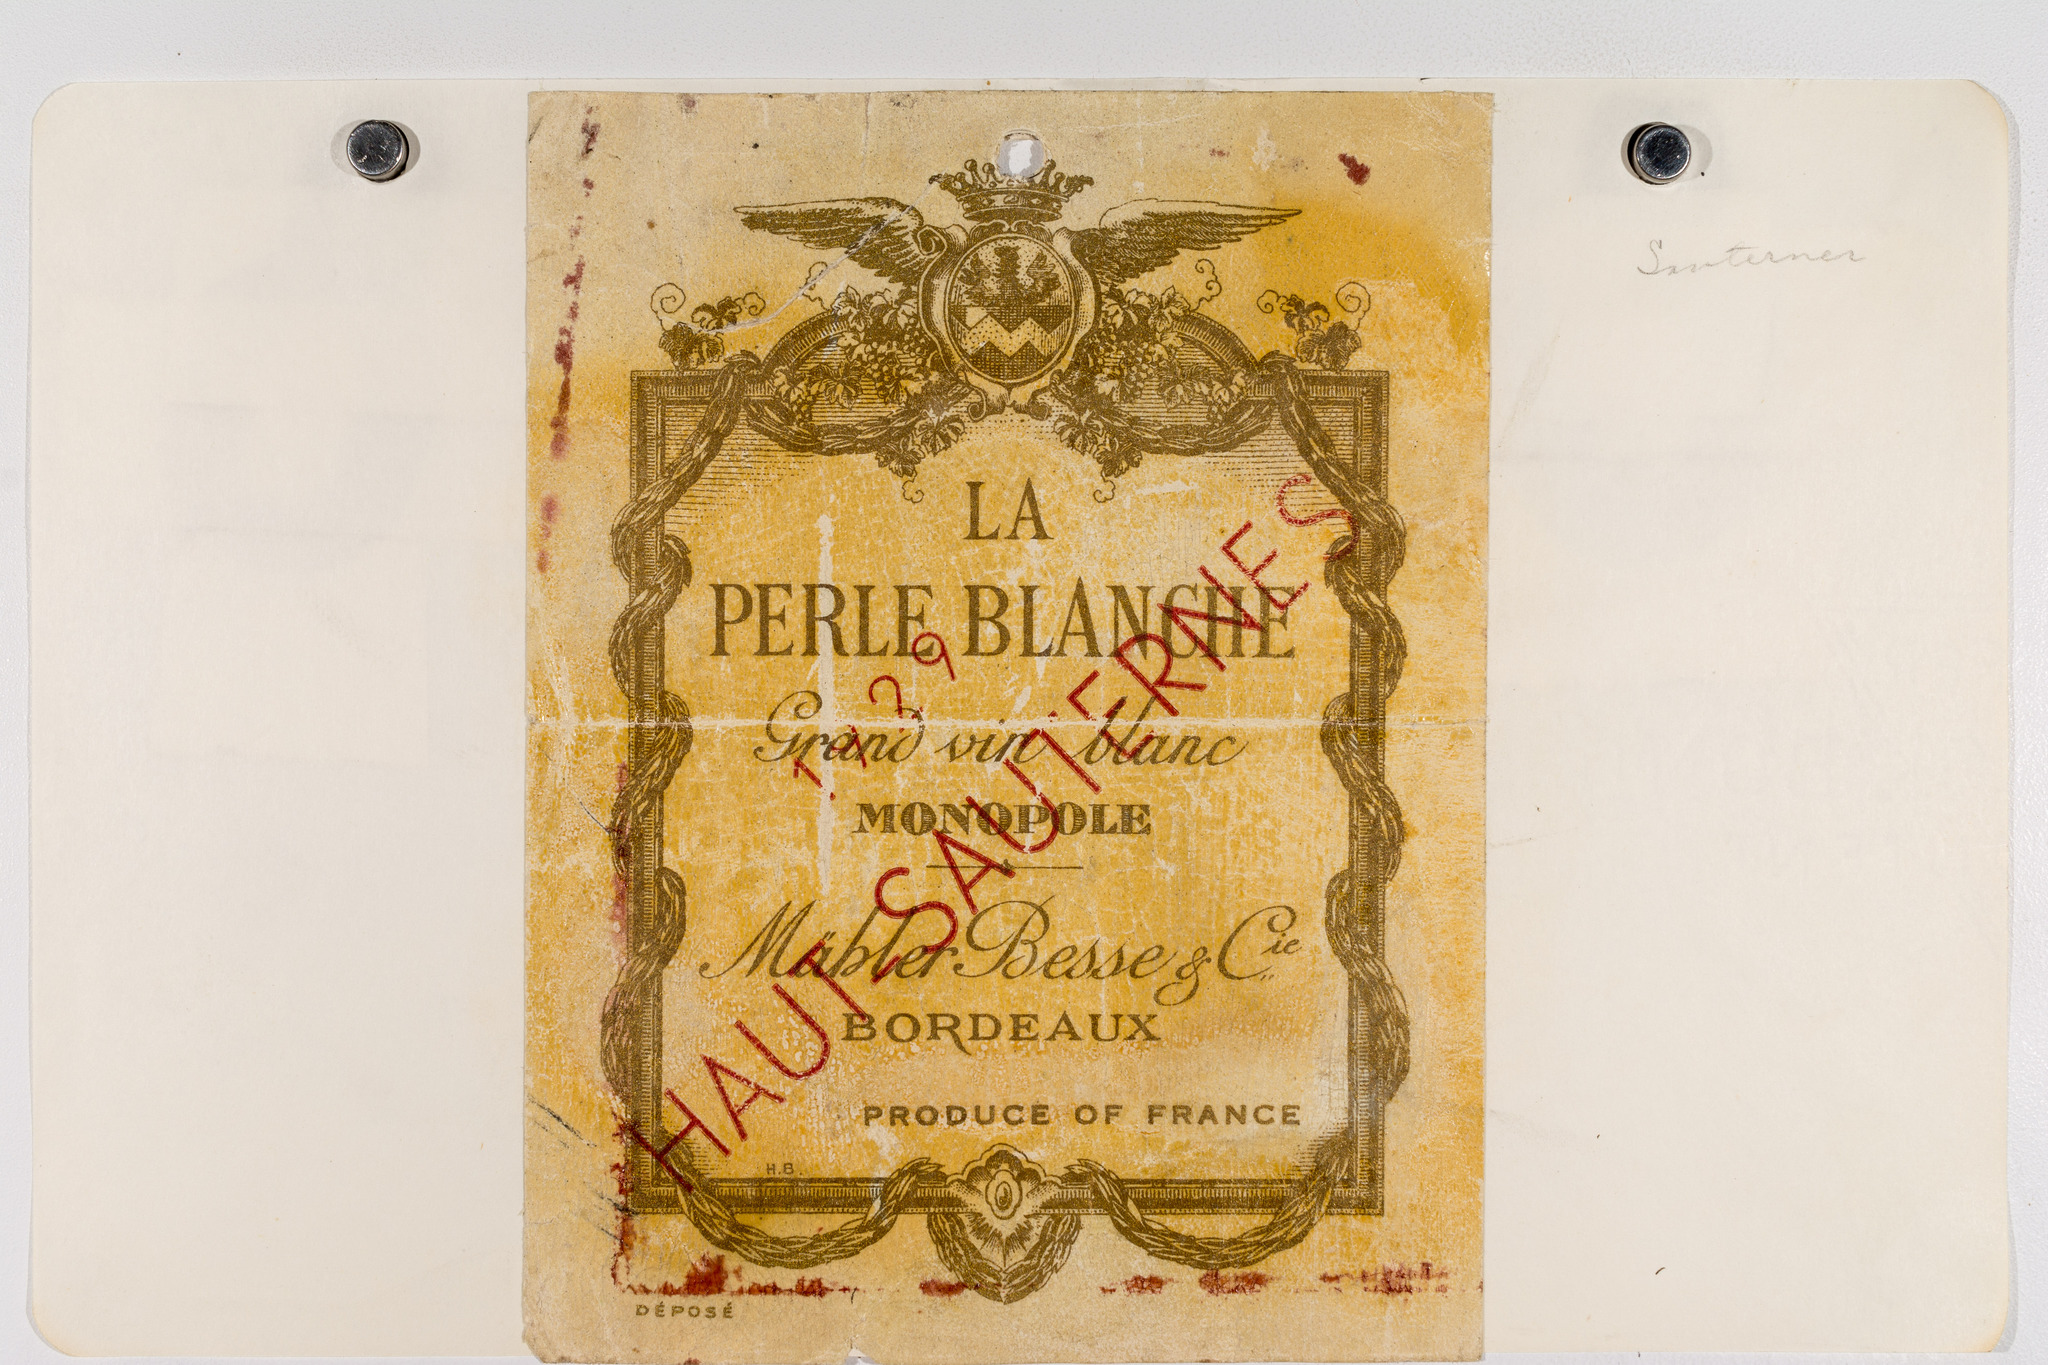 LA
PERLE BLANCHE
1929
Grand vin blanc
MONOPOLE
HAUT-SAUTERNES
Mähler-Besse & Cie
BORDEAUX
PRODUCE OF FRANCE
H.B.
DÉPOSÉ
Sauternes